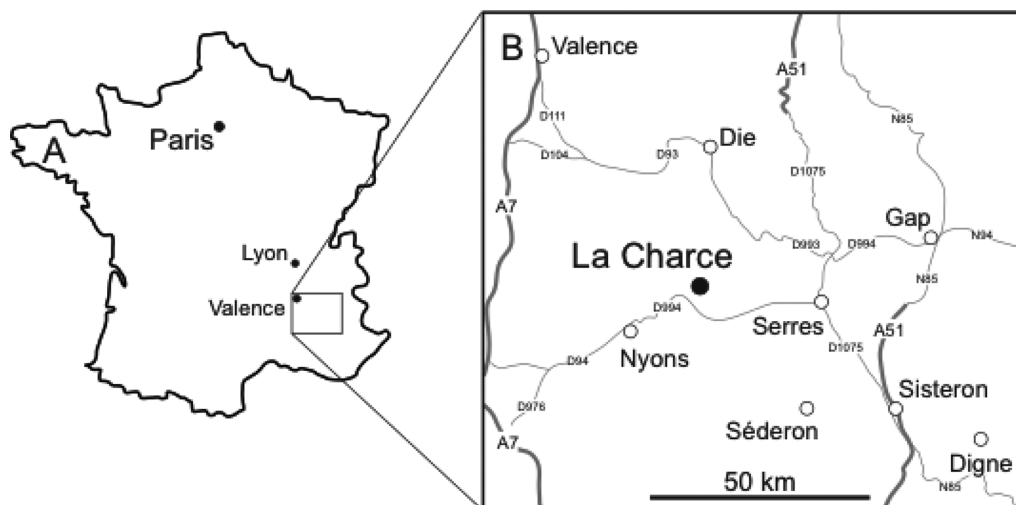 A
Paris
Lyon
Valence
B
Valence
A51
N85
D111
D104
D93
Die
D1075
A7
Gap
D993
D994
N94
La Charce
N85
D994
Serres
A51
Nyons
D1075
D94
Sisteron
D976
A7
Séderon
Digne
50 km
N85